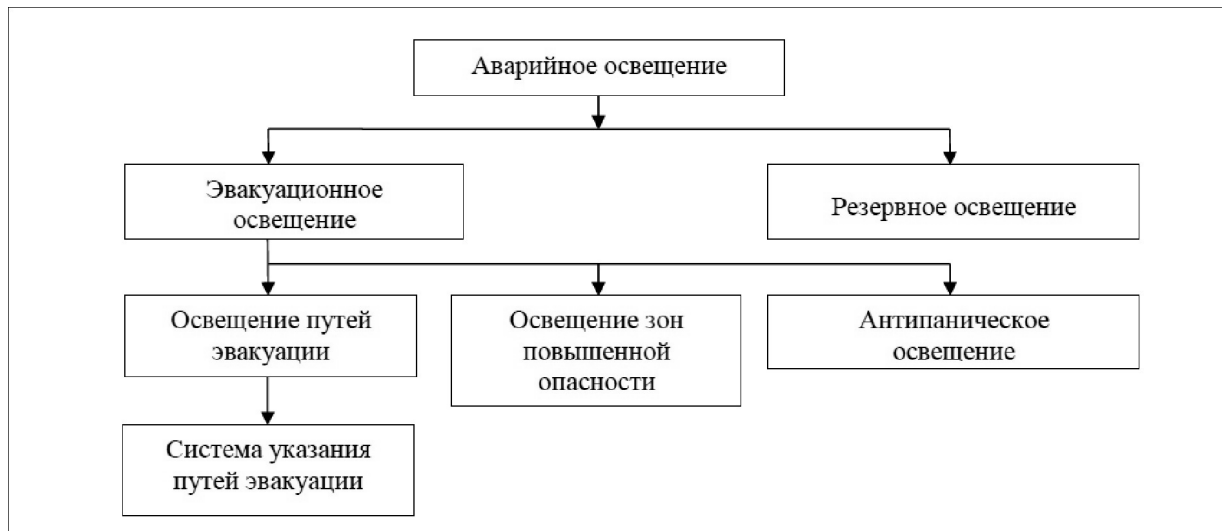 Аварийное освещение
Эвакуационное
освещение
Резервное освещение
Освещение путей
эвакуации
Освещение зон
повышенной
опасности
Антипаническое
освещение
Система указания
путей эвакуации